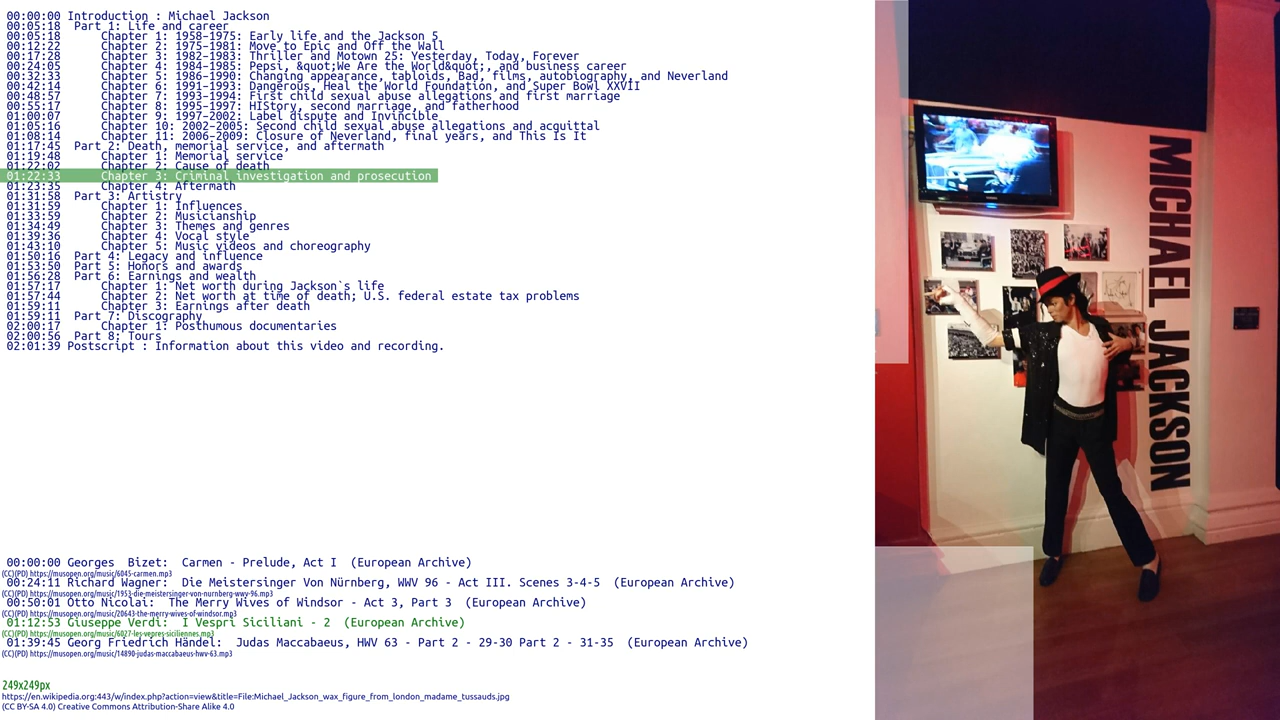 00:00:00 Introduction : Michael Jackson
00:05:18 Part 1: Life and career
00:05:18 Chapter 1: 1958–1975: Early life and the Jackson 5
00:12:22 Chapter 2: 1975–1981: Move to Epic and Off the Wall
00:17:28 Chapter 3: 1982–1983: Thriller and Motown 25: Yesterday, Today, Forever
00:24:05 Chapter 4: 1984–1985: Pepsi, &quot;We Are the World&quot;, and business career
00:32:33 Chapter 5: 1986–1990: Changing appearance, tabloids, Bad, films, autobiography, and Neverland
00:42:14 Chapter 6: 1991–1993: Dangerous, Heal the World Foundation, and Super Bowl XXVII
00:48:57 Chapter 7: 1993–1994: First child sexual abuse allegations and first marriage
00:55:17 Chapter 8: 1995–1997: HIStory, second marriage, and fatherhood
01:00:07 Chapter 9: 1997–2002: Label dispute and Invincible
01:05:16 Chapter 10: 2002–2005: Second child sexual abuse allegations and acquittal
01:08:14 Chapter 11: 2006–2009: Closure of Neverland, final years, and This Is It
01:17:45 Part 2: Death, memorial service, and aftermath
01:19:48 Chapter 1: Memorial service
01:22:02 Chapter 2: Cause of death
01:22:33 Chapter 3: Criminal investigation and prosecution
01:23:35 Chapter 4: Aftermath
01:31:58 Part 3: Artistry
01:31:59 Chapter 1: Influences
01:33:59 Chapter 2: Musicianship
01:34:49 Chapter 3: Themes and genres
01:39:36 Chapter 4: Vocal style
01:43:10 Chapter 5: Music videos and choreography
01:50:16 Part 4: Legacy and influence
01:53:50 Part 5: Honors and awards
01:56:28 Part 6: Earnings and wealth
01:57:17 Chapter 1: Net worth during Jackson`s life
01:57:44 Chapter 2: Net worth at time of death; U.S. federal estate tax problems
01:59:11 Chapter 3: Earnings after death
01:59:11 Part 7: Discography
02:00:17 Chapter 1: Posthumous documentaries
02:00:56 Part 8: Tours
02:01:39 Postscript : Information about this video and recording.
00:00:00 Georges Bizet: Carmen - Prelude, Act I (European Archive)
(CC)(PD) https://musopen.org/music/6045-carmen.mp3
00:24:11 Richard Wagner: Die Meistersinger Von Nürnberg, WWV 96 - Act III. Scenes 3-4-5 (European Archive)
(CC)(PD) https://musopen.org/music/1953-die-meistersinger-von-nurnberg-wwv-96.mp3
00:50:01 Otto Nicolai: The Merry Wives of Windsor - Act 3, Part 3 (European Archive)
(CC)(PD) https://musopen.org/music/20643-the-merry-wives-of-windsor.mp3
01:12:53 Giuseppe Verdi: I Vespri Siciliani - 2 (European Archive)
(CC)(PD) https://musopen.org/music/6027-les-vepres-siciliennes.mp3
01:39:45 Georg Friedrich Händel: Judas Maccabaeus, HWV 63 - Part 2 - 29-30 Part 2 - 31-35 (European Archive)
(CC)(PD) https://musopen.org/music/14890-judas-maccabaeus-hwv-63.mp3
249x249px
https://en.wikipedia.org:443/w/index.php?action=view&title=File:Michael_Jackson_wax_figure_from_london_madame_tussauds.jpg
(CC BY-SA 4.0) Creative Commons Attribution-Share Alike 4.0
MICHAEL JACKSON